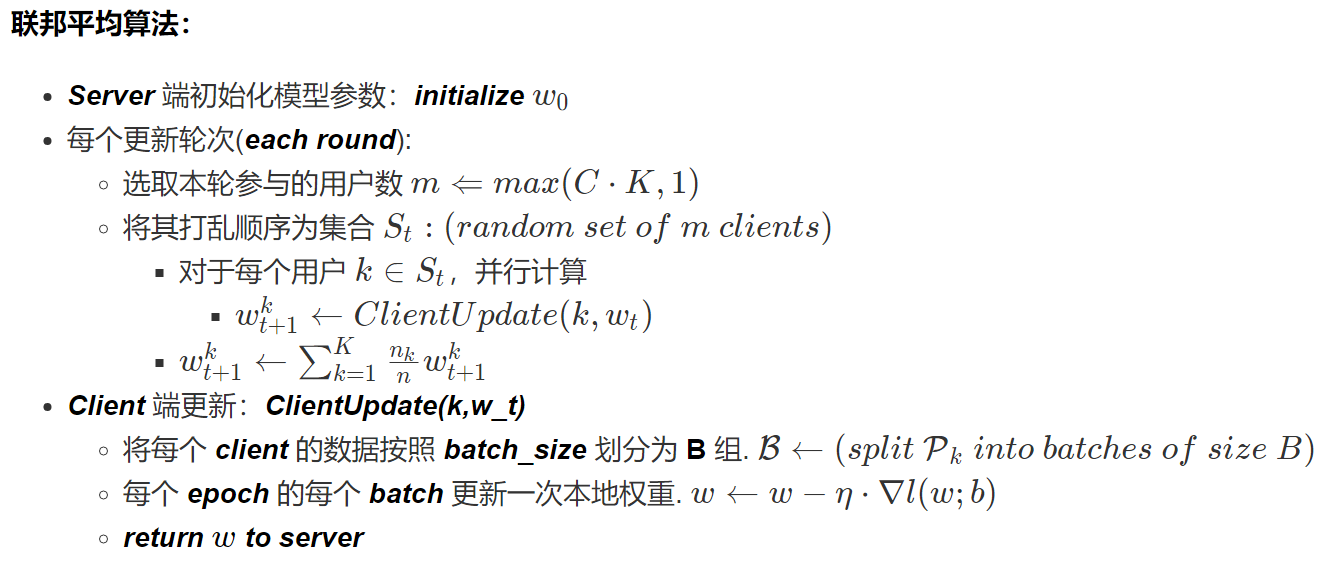 联邦平均算法：
• Server 端初始化模型参数：initialize $w_0$
• 每个更新轮次(each round):
◦ 选取本轮参与的用户数 $m \Leftarrow max(C \cdot K, 1)$
◦ 将其打乱顺序为集合 $S_t : (random\ set\ of\ m\ clients)$
▪ 对于每个用户 $k \in S_t$，并行计算
▪ $w_{t+1}^k \leftarrow ClientUpdate(k, w_t)$
▪ $w_{t+1}^k \leftarrow \sum_{k=1}^{K} \frac{n_k}{n} w_{t+1}^k$
• Client 端更新：ClientUpdate(k,w_t)
◦ 将每个 client 的数据按照 batch_size 划分为 B 组. $\mathcal{B} \leftarrow (split\ \mathcal{P}_k\ into\ batches\ of\ size\ B)$
◦ 每个 epoch 的每个 batch 更新一次本地权重. $w \leftarrow w - \eta \cdot \nabla l(w; b)$
◦ return $w$ to server